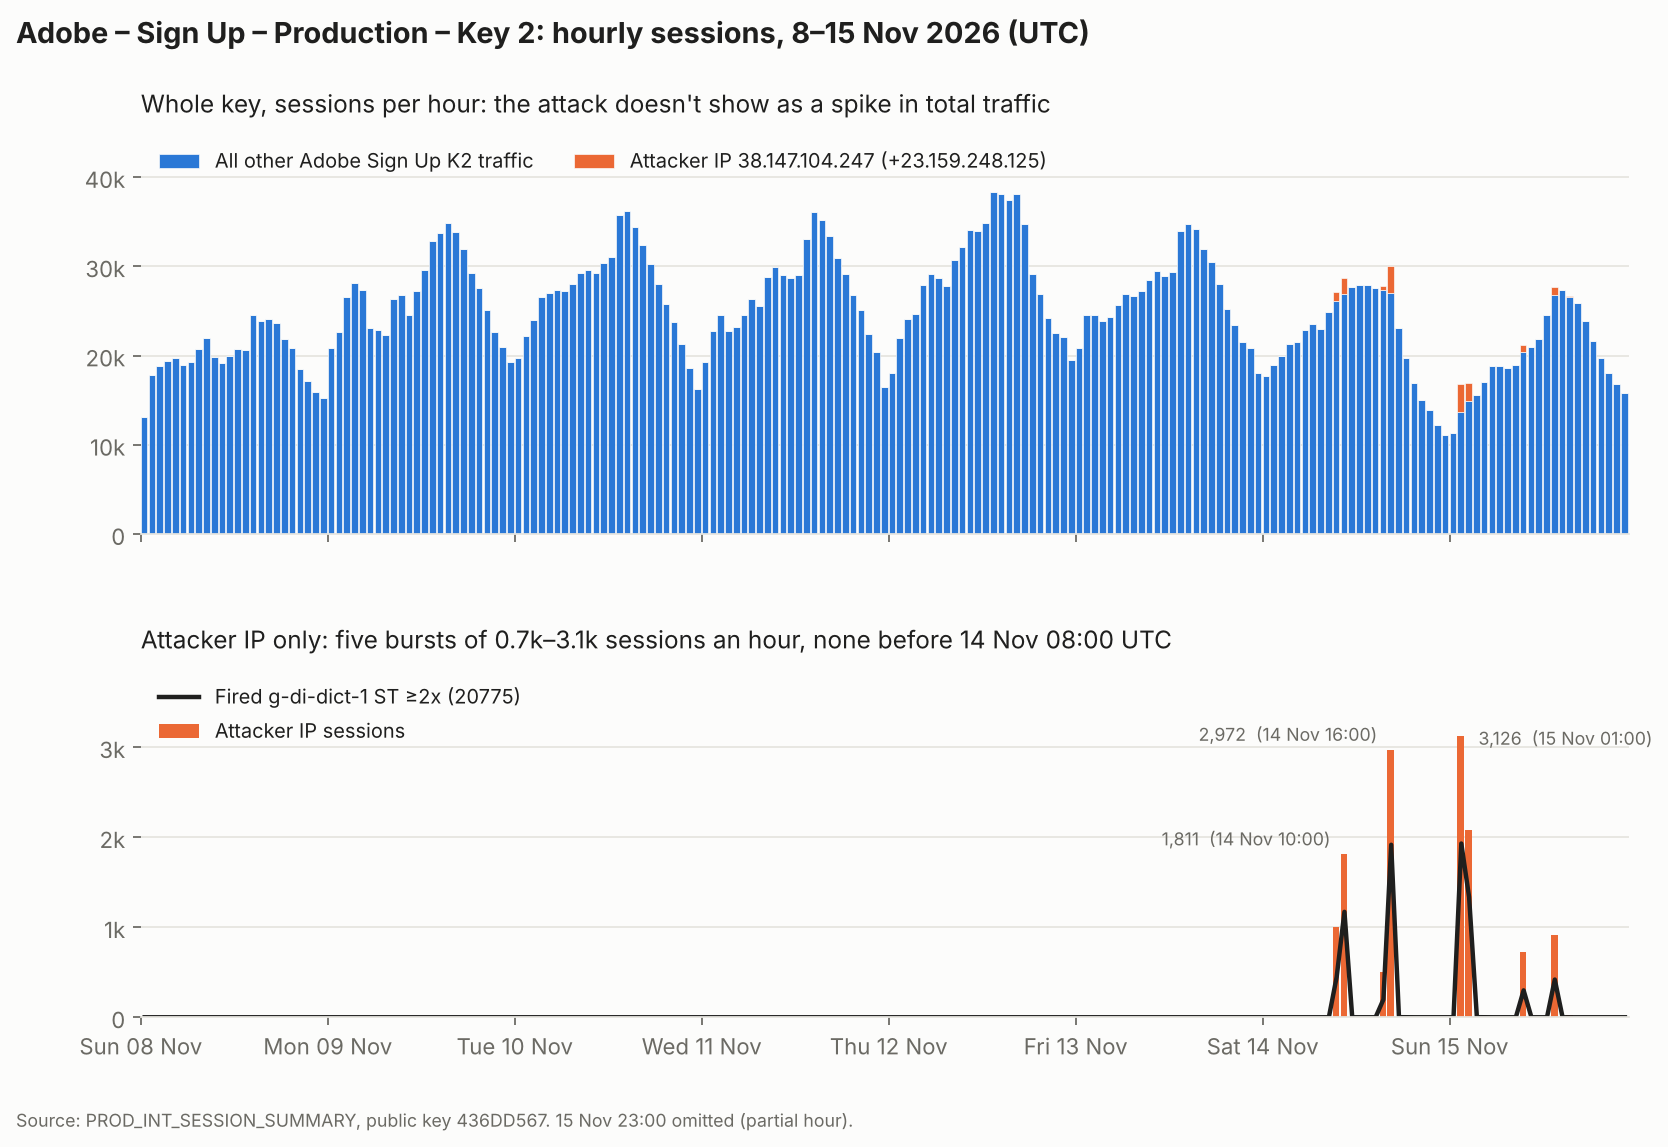 Adobe – Sign Up – Production – Key 2: hourly sessions, 8–15 Nov 2026 (UTC)
Whole key, sessions per hour: the attack doesn't show as a spike in total traffic
All other Adobe Sign Up K2 traffic
Attacker IP 38.147.104.247 (+23.159.248.125)
40k
30k
20k
10k
0
Attacker IP only: five bursts of 0.7k–3.1k sessions an hour, none before 14 Nov 08:00 UTC
Fired g-di-dict-1 ST ≥2x (20775)
Attacker IP sessions
2,972 (14 Nov 16:00)
3,126 (15 Nov 01:00)
1,811 (14 Nov 10:00)
3k
2k
1k
0
Sun 08 Nov
Mon 09 Nov
Tue 10 Nov
Wed 11 Nov
Thu 12 Nov
Fri 13 Nov
Sat 14 Nov
Sun 15 Nov
Source: PROD_INT_SESSION_SUMMARY, public key 436DD567. 15 Nov 23:00 omitted (partial hour).